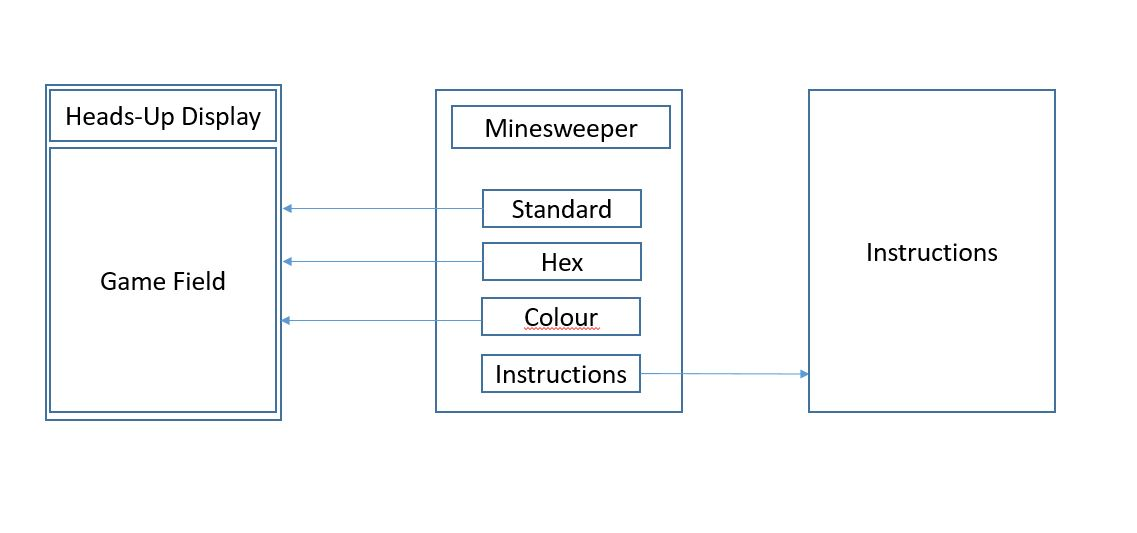 Heads-Up Display
Game Field
Minesweeper
Standard
Hex
Colour
Instructions
Instructions